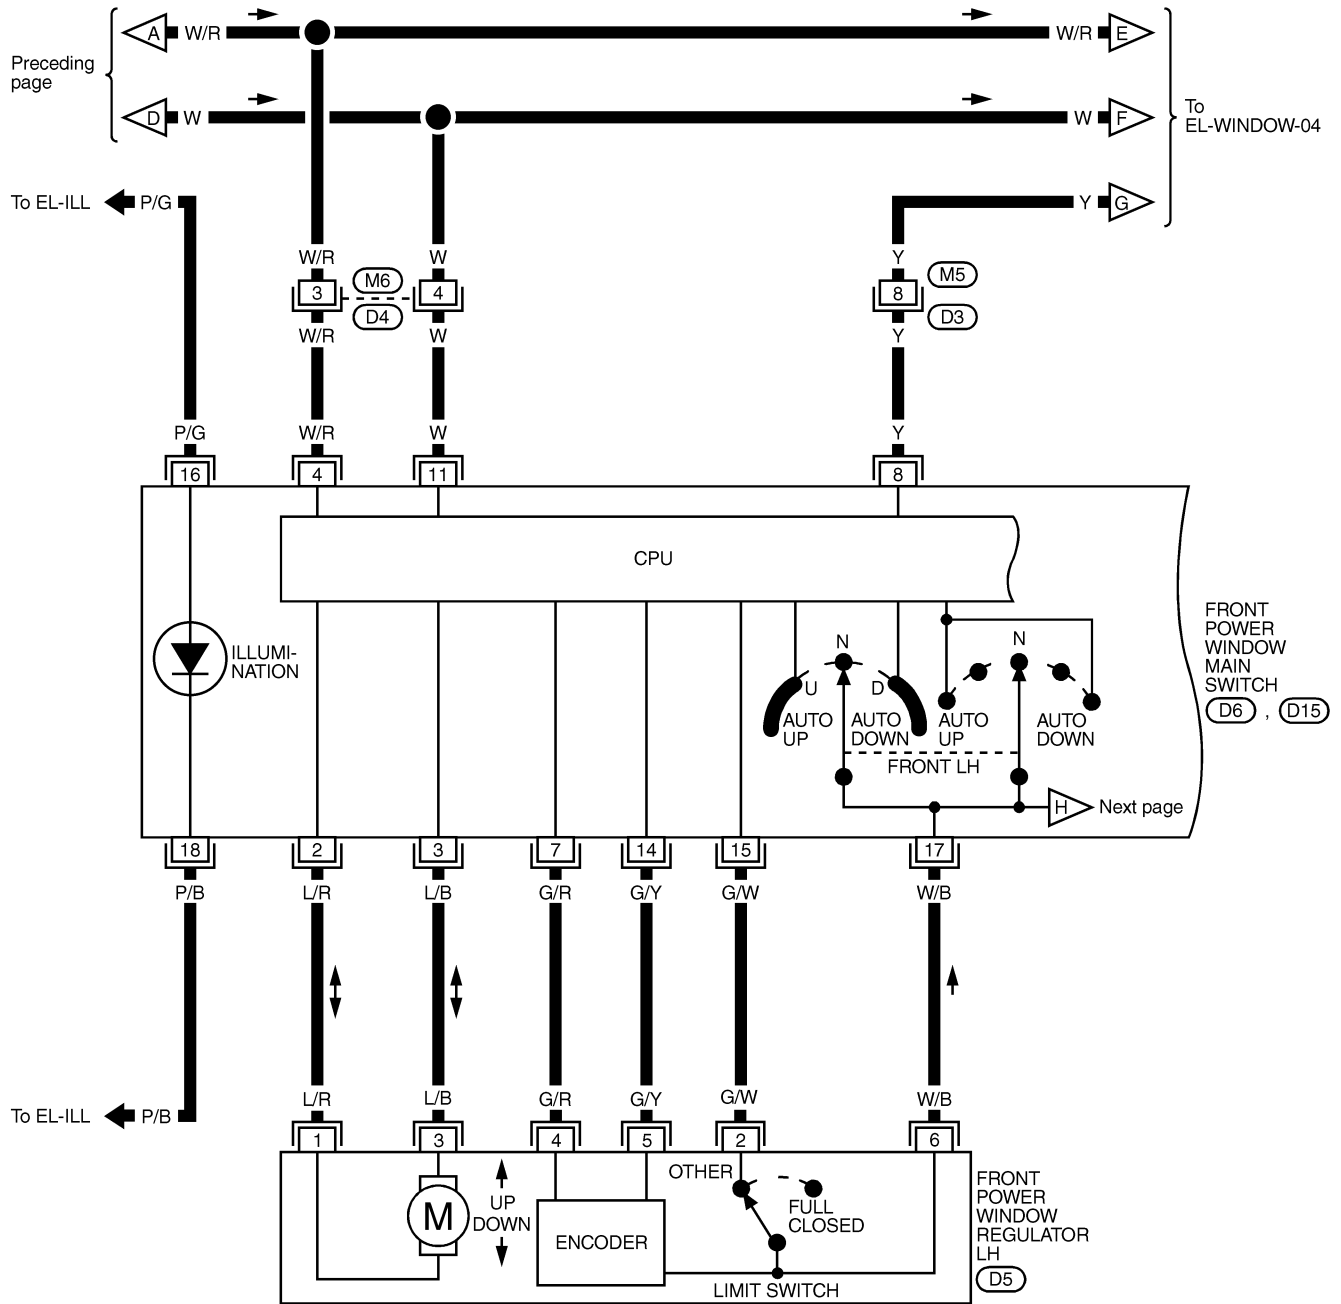 A W/R W/R E
Preceding
page
D W W F
To
EL-WINDOW-04
To EL-ILL P/G Y G
W/R W Y
3 M6 4 8 M5
D4 D3
W/R W Y
P/G W/R W Y
16 4 11 8
CPU
FRONT
POWER
WINDOW
MAIN
SWITCH
D6 , D15
ILLUMI-
NATION
N N
U D
AUTO
UP
AUTO
DOWN
AUTO
UP
AUTO
DOWN
FRONT LH
H Next page
18 2 3 7 14 15 17
P/B L/R L/B G/R G/Y G/W W/B
L/R L/B G/R G/Y G/W W/B
To EL-ILL P/B
1 3 4 5 2 6
OTHER
FULL
CLOSED
M
UP
DOWN
ENCODER
LIMIT SWITCH
FRONT
POWER
WINDOW
REGULATOR
LH
D5